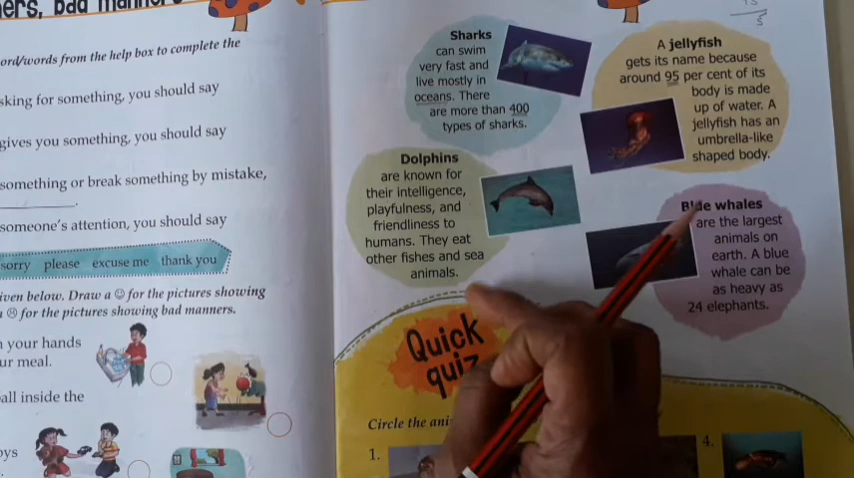 ers, bad manners
ord/words from the help box to complete the
sking for something, you should say
gives you something, you should say
something or break something by mistake,
.
someone's attention, you should say
sorry please excuse me thank you
iven below. Draw a ☺ for the pictures showing
☹ for the pictures showing bad manners.
your hands
ur meal.
all inside the
oys
Sharks
can swim
very fast and
live mostly in
oceans. There
are more than 400
types of sharks.
A jellyfish
gets its name because
around 95 per cent of its
body is made
up of water. A
jellyfish has an
umbrella-like
shaped body.
Dolphins
are known for
their intelligence,
playfulness, and
friendliness to
humans. They eat
other fishes and sea
animals.
Blue whales
are the largest
animals on
earth. A blue
whale can be
as heavy as
24 elephants.
Quick
quiz
Circle the ani
1.
4.